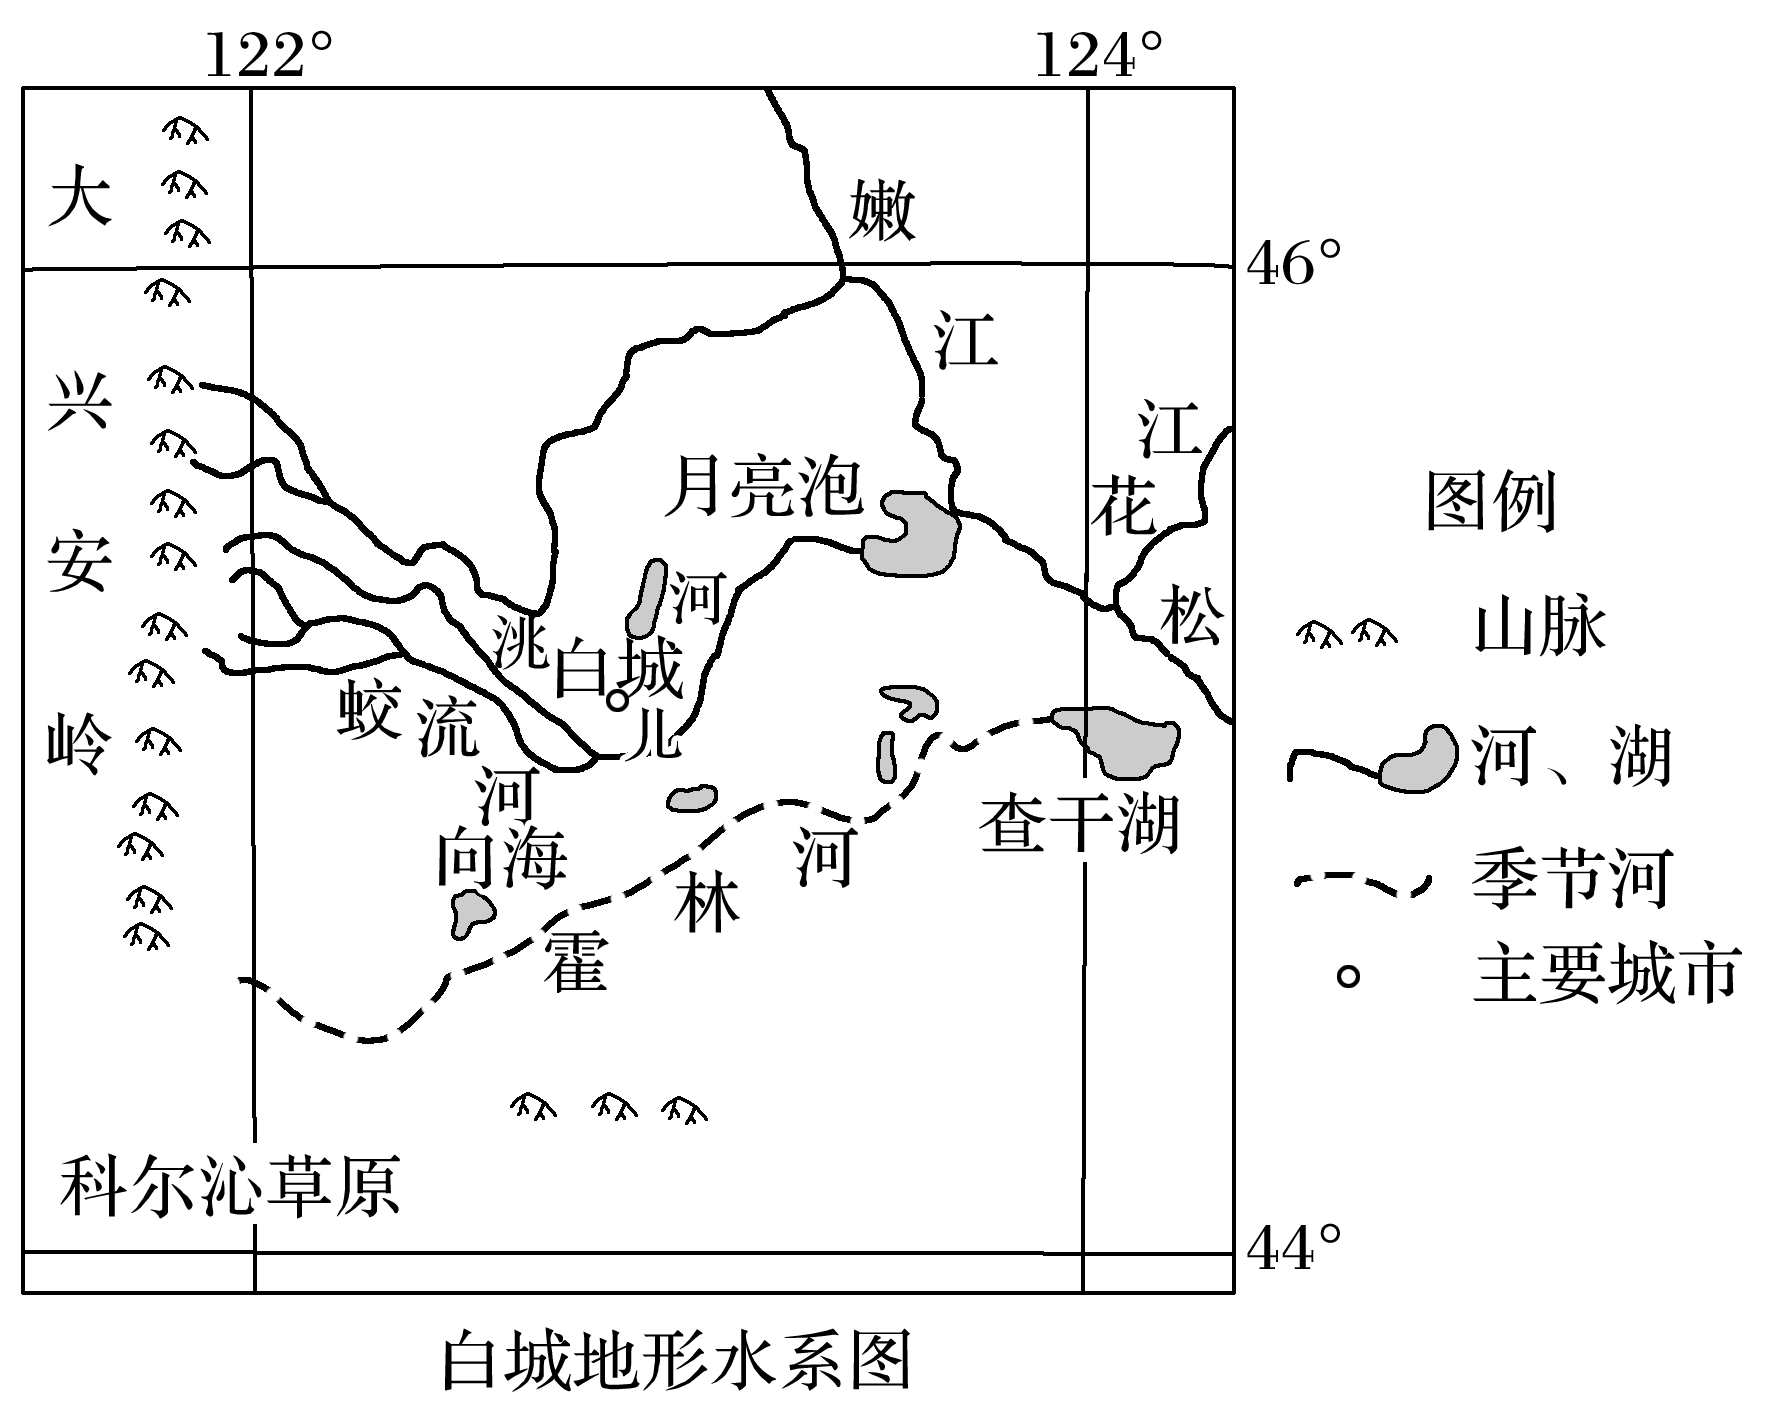 122°
124°
大兴安岭
嫩江
46°
松花江
月亮泡
洮儿河
白城
蛟流河
向海
霍林河
查干湖
科尔沁草原
44°
图例
山脉
河、湖
季节河
主要城市
白城地形水系图